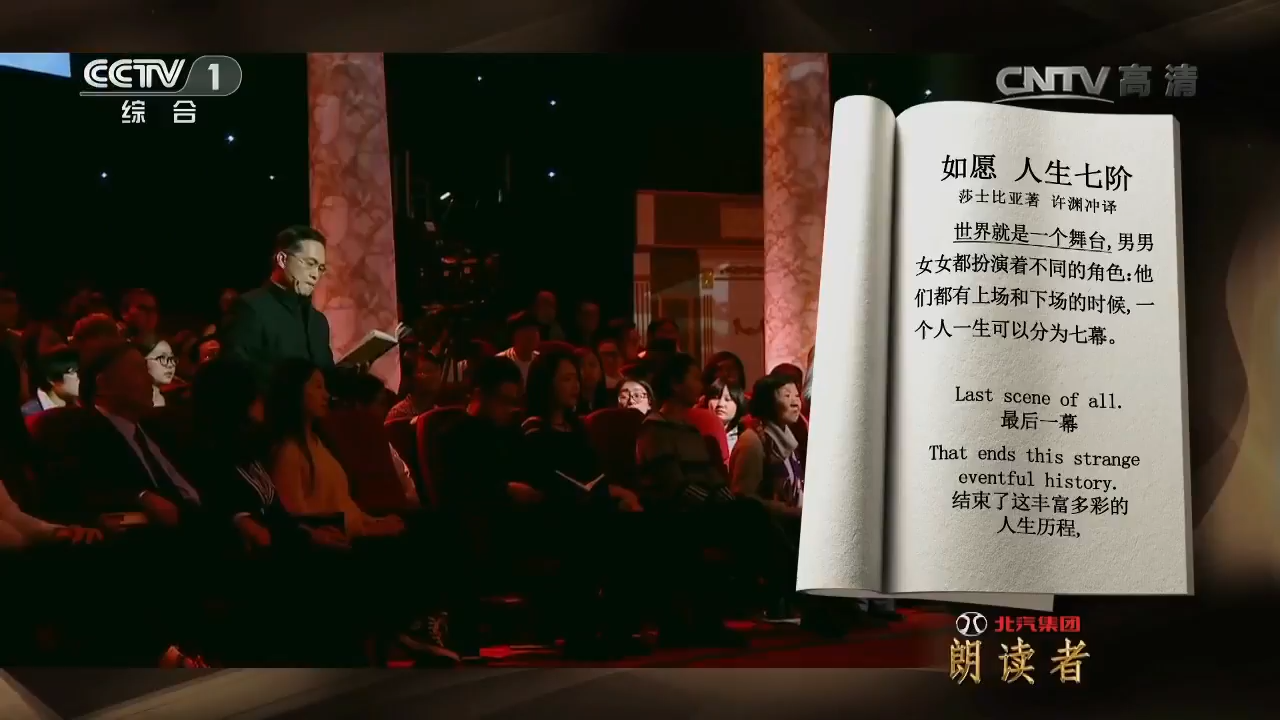 CCTV 1
综合
CNTV 高清
如愿 人生七阶
莎士比亚著 许渊冲译
世界就是一个舞台,男男
女女都扮演着不同的角色:他
们都有上场和下场的时候,一
个人一生可以分为七幕。
Last scene of all.
最后一幕
That ends this strange
eventful history.
结束了这丰富多彩的
人生历程,
北汽集团
朗读者